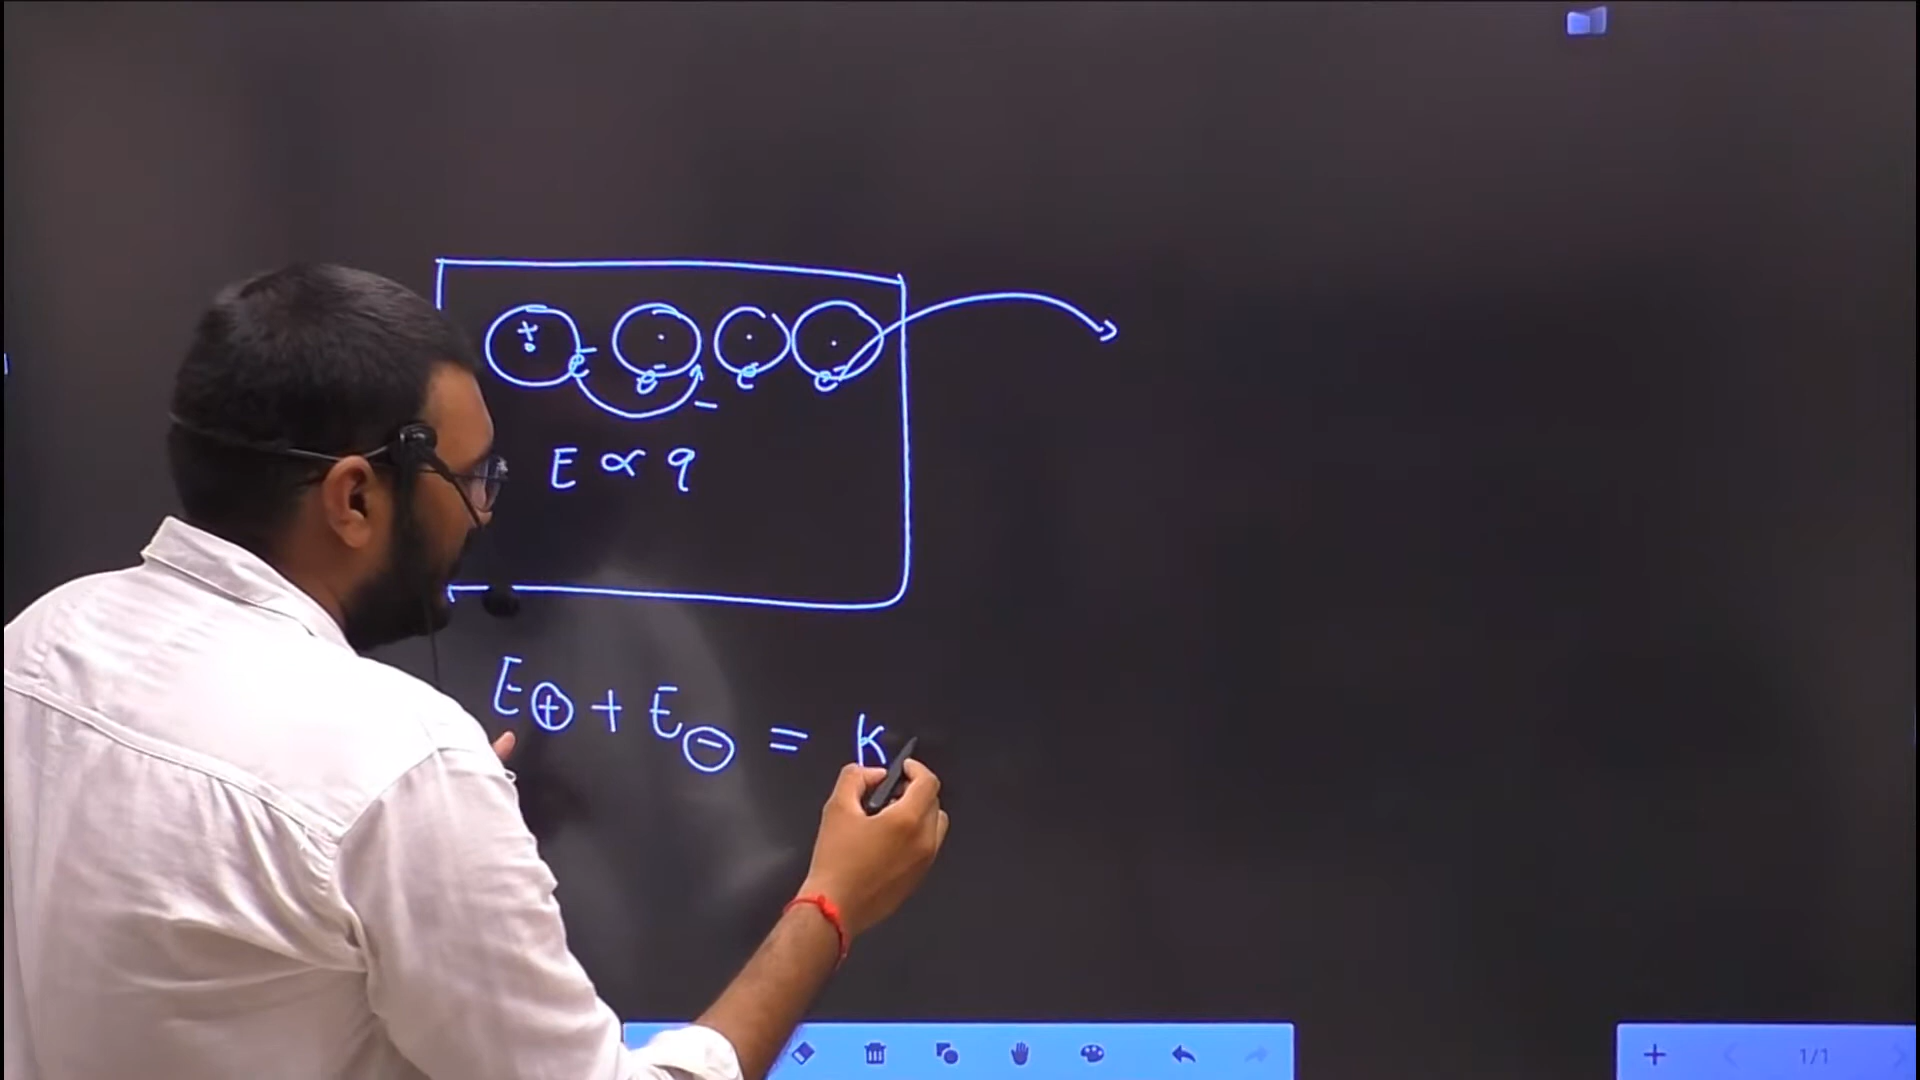 +
e⁻ e⁻ e⁻ e⁻
−
E ∝ q
E⊕ + E⊖ = K
1/1